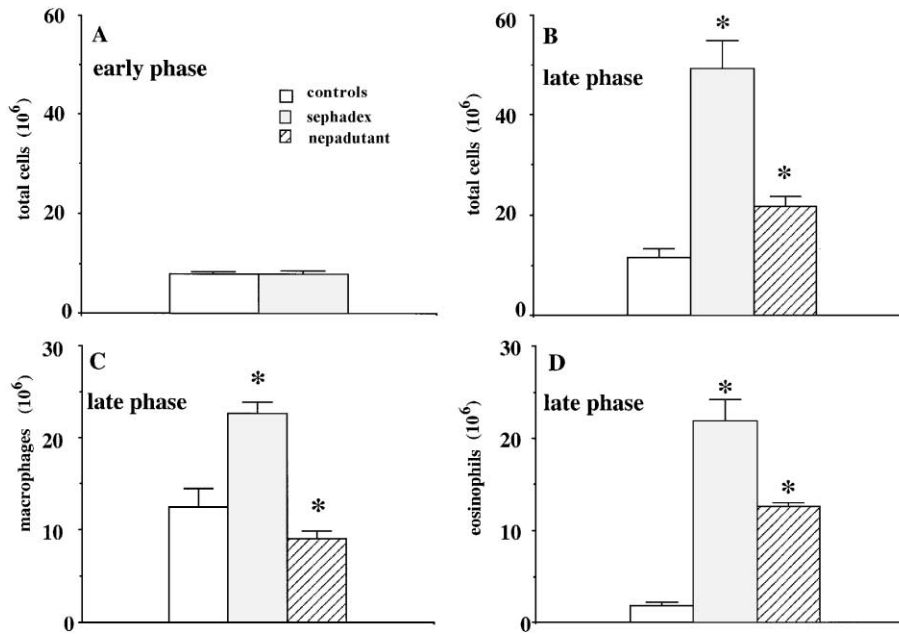 A
early phase
controls
sephadex
nepadutant
total cells (10⁶)
60
40
20
0
B
late phase
*
*
total cells (10⁶)
60
40
20
0
C
late phase
*
*
macrophages (10⁶)
30
20
10
0
D
late phase
*
*
eosinophils (10⁶)
30
20
10
0